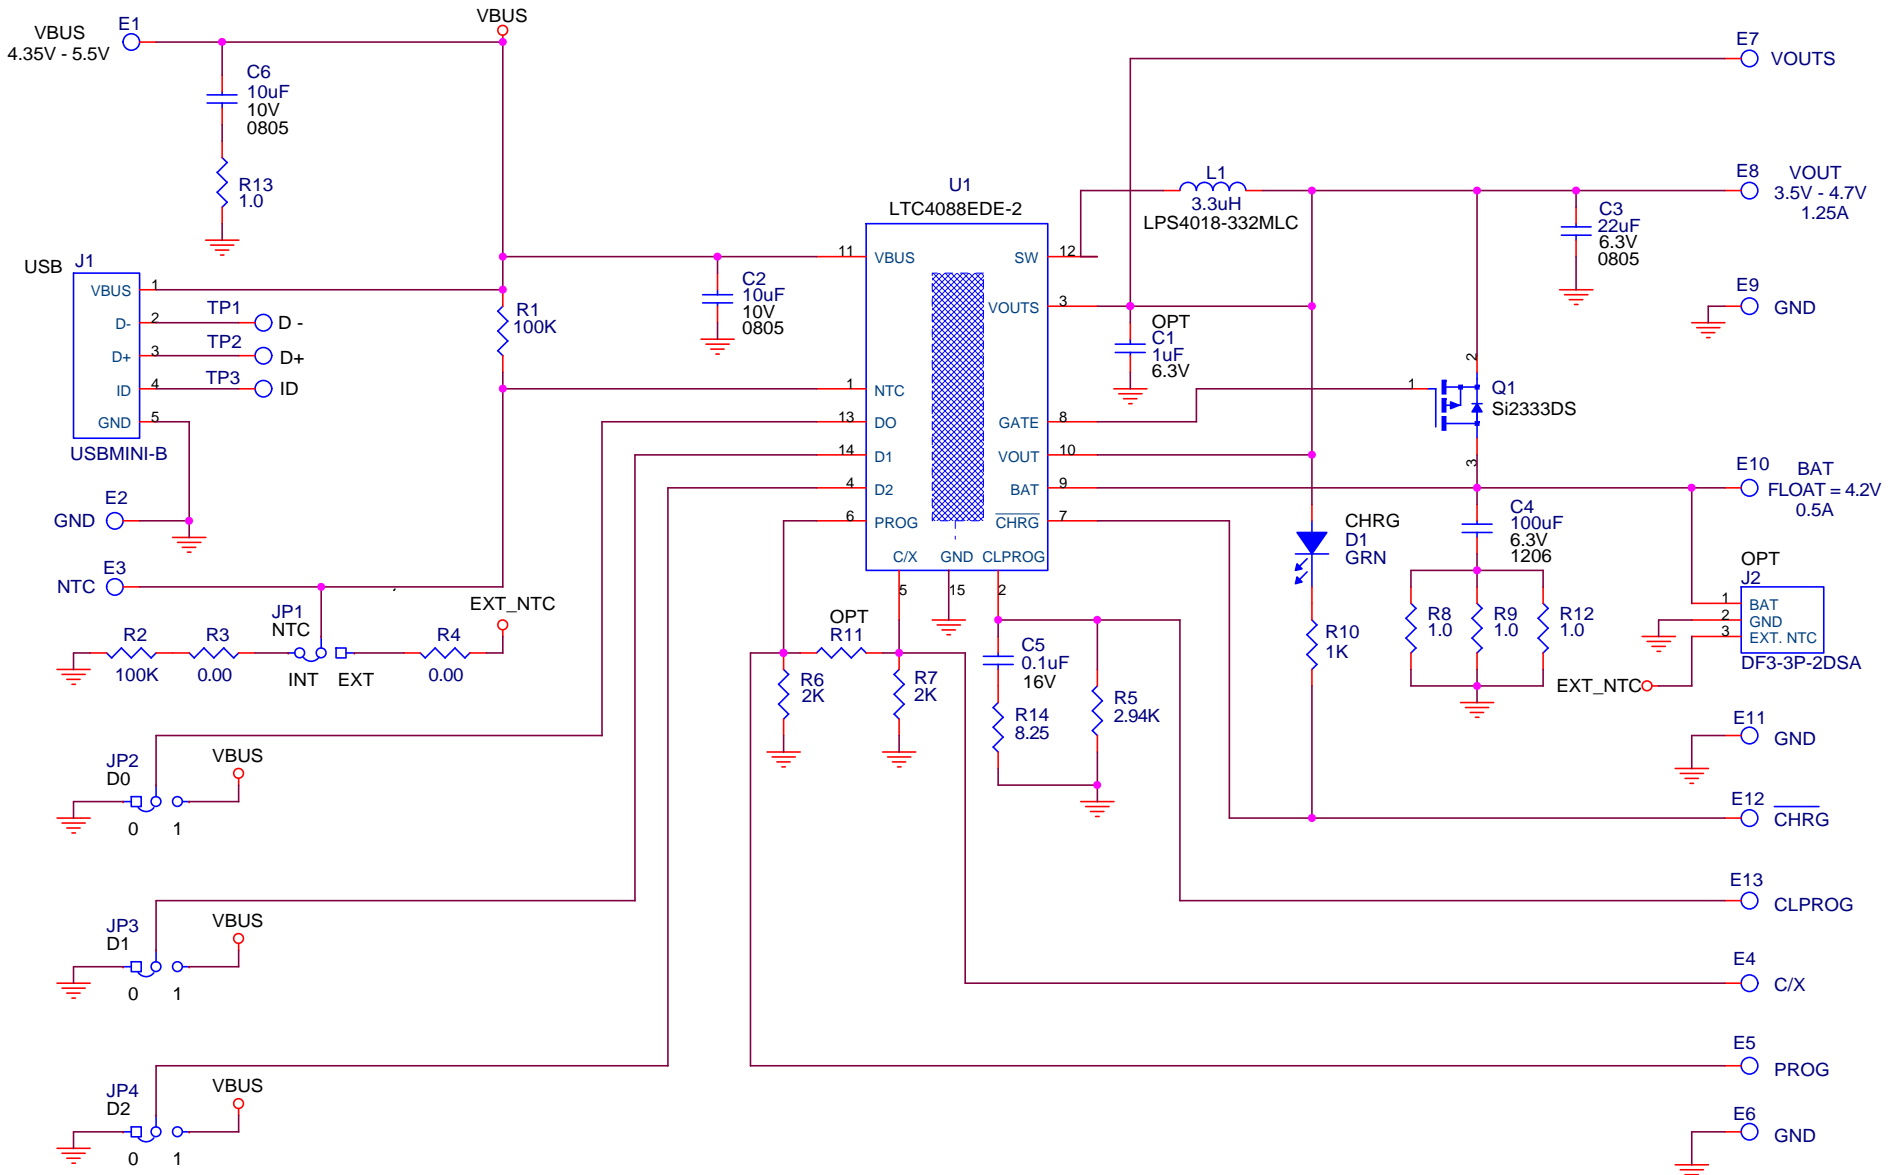 VBUS
4.35V - 5.5V
E1
VBUS
C6
10uF
10V
0805
R13
1.0
USB
J1
VBUS
1
D-
2
TP1
D -
D+
3
TP2
D+
ID
4
TP3
ID
GND
5
USBMINI-B
E2
GND
E3
NTC
R1
100K
C2
10uF
10V
0805
R2
100K
R3
0.00
JP1
NTC
INT
EXT
R4
0.00
EXT_NTC
JP2
D0
VBUS
0
1
JP3
D1
VBUS
0
1
JP4
D2
VBUS
0
1
U1
LTC4088EDE-2
11
VBUS
1
NTC
13
DO
14
D1
4
D2
6
PROG
C/X
GND
CLPROG
5
15
2
SW
12
VOUTS
3
GATE
8
VOUT
10
BAT
9
CHRG
7
L1
3.3uH
LPS4018-332MLC
OPT
C1
1uF
6.3V
OPT
R11
R6
2K
R7
2K
C5
0.1uF
16V
R14
8.25
R5
2.94K
CHRG
D1
GRN
R10
1K
C3
22uF
6.3V
0805
1
2
3
Q1
Si2333DS
C4
100uF
6.3V
1206
R8
1.0
R9
1.0
R12
1.0
OPT
J2
1
BAT
2
GND
3
EXT. NTC
DF3-3P-2DSA
EXT_NTC
E7
VOUTS
E8
VOUT
3.5V - 4.7V
1.25A
E9
GND
E10
BAT
FLOAT = 4.2V
0.5A
E11
GND
E12
CHRG
E13
CLPROG
E4
C/X
E5
PROG
E6
GND